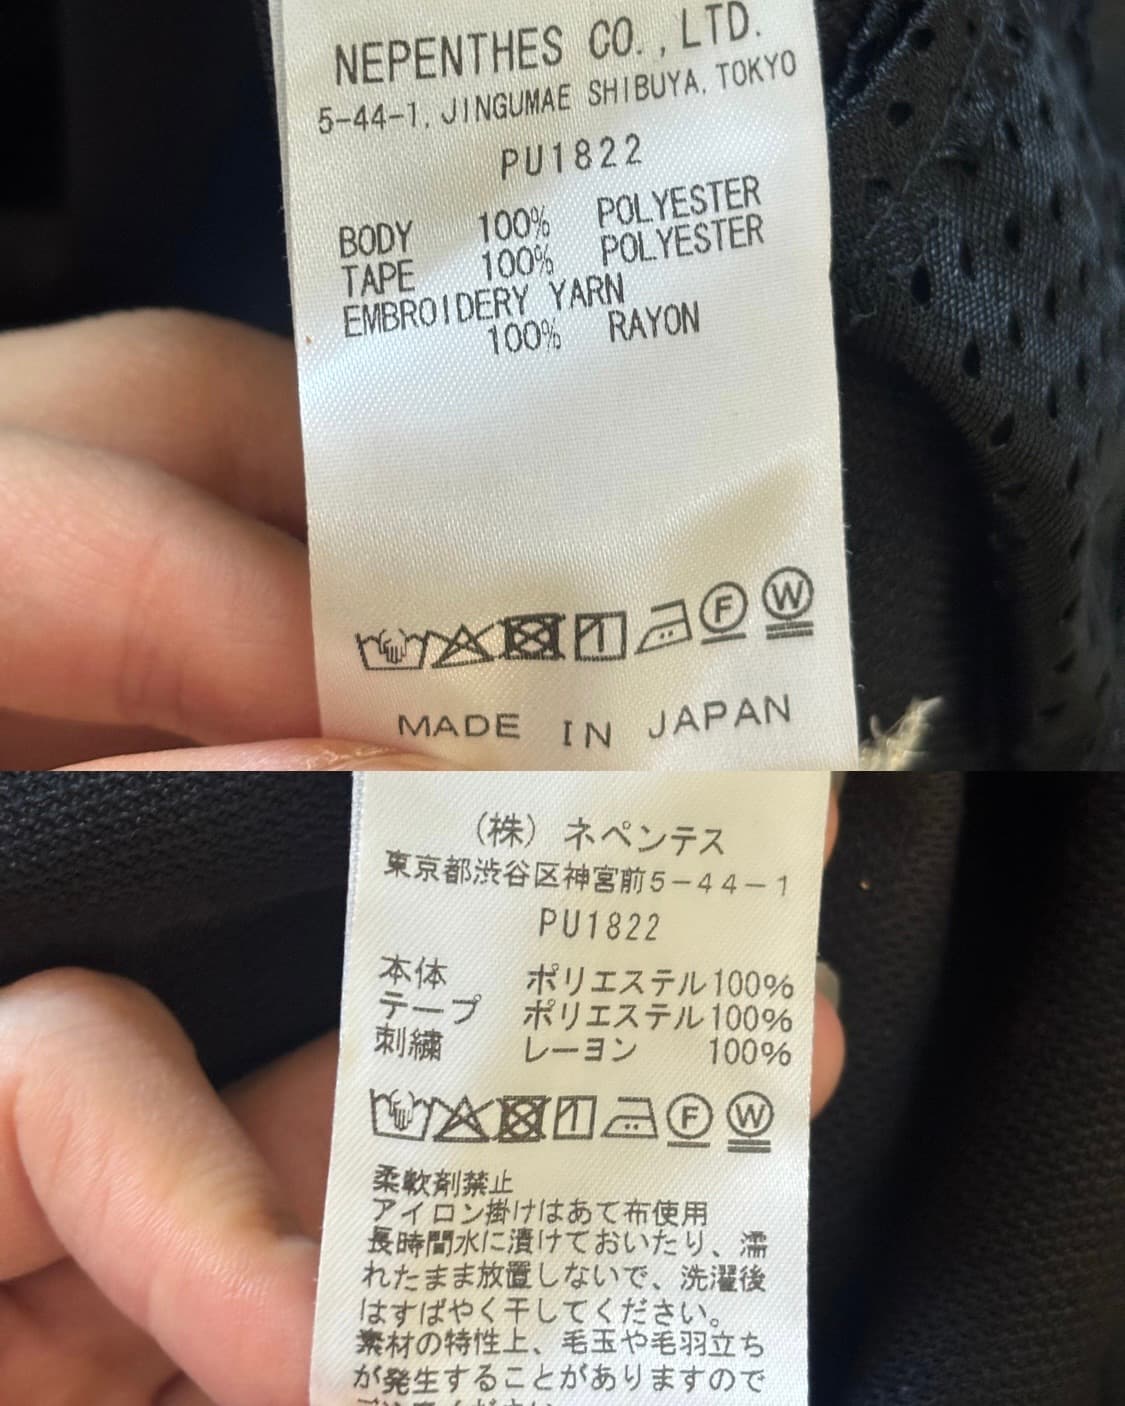 NEPENTHES CO.,LTD.
5-44-1, JINGUMAE SHIBUYA, TOKYO
PU1822
BODY 100% POLYESTER
TAPE 100% POLYESTER
EMBROIDERY YARN
100% RAYON
F W
MADE IN JAPAN
(株) ネペンテス
東京都渋谷区神宮前5-44-1
PU1822
本体 ポリエステル100%
テープ ポリエステル100%
刺繍 レーヨン 100%
F W
柔軟剤禁止
アイロン掛けはあて布使用
長時間水に漬けておいたり、濡
れたまま放置しないで、洗濯後
はすばやく干してください。
素材の特性上、毛玉や毛羽立ち
が発生することがありますので